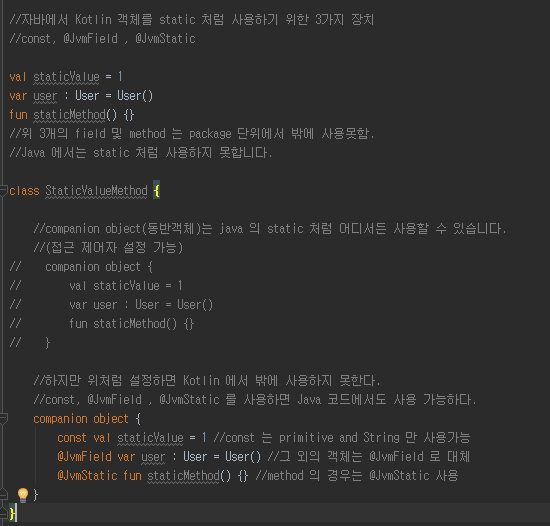 //자바에서 Kotlin 객체를 static 처럼 사용하기 위한 3가지 장치
//const, @JvmField , @JvmStatic
val staticValue = 1
var user : User = User()
fun staticMethod() {}
//위 3개의 field 및 method 는 package 단위에서 밖에 사용못함.
//Java 에서는 static 처럼 사용하지 못합니다.
class StaticValueMethod {
//companion object(동반객체)는 java 의 static 처럼 어디서든 사용할 수 있습니다.
//(접근 제어자 설정 가능)
// companion object {
// val staticValue = 1
// var user : User = User()
// fun staticMethod() {}
// }
//하지만 위처럼 설정하면 Kotlin 에서 밖에 사용하지 못한다.
//const, @JvmField , @JvmStatic 를 사용하면 Java 코드에서도 사용 가능하다.
companion object {
const val staticValue = 1 //const 는 primitive and String 만 사용가능
@JvmField var user : User = User() //그 외의 객체는 @JvmField 로 대체
@JvmStatic fun staticMethod() {} //method 의 경우는 @JvmStatic 사용
}
}